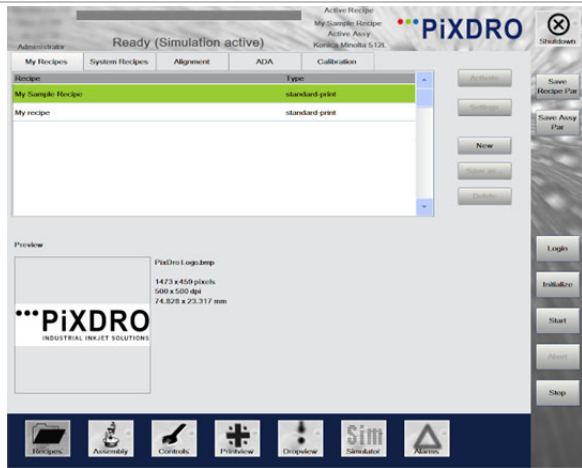 Active Recipe
My Sample Recipe
Active Assy
Konica Minolta 512L
Administrator
Ready (Simulation active)
PiXDRO
Shutdown
My Recipes
System Recipes
Alignment
ADA
Calibration
Recipe
Type
My Sample Recipe
standard-print
My recipe
standard-print
Activate
Settings
New
Save as
Delete
Save
Recipe Par
Save Assy
Par
Login
Initialize
Start
Abort
Stop
Preview
PixDro Logo.bmp
1473 x 459 pixels
500 x 500 dpi
74.828 x 23.317 mm
PiXDRO
INDUSTRIAL INKJET SOLUTIONS
Sim
Recipes
Assembly
Controls
Printview
Dropview
Simulator
Alarms